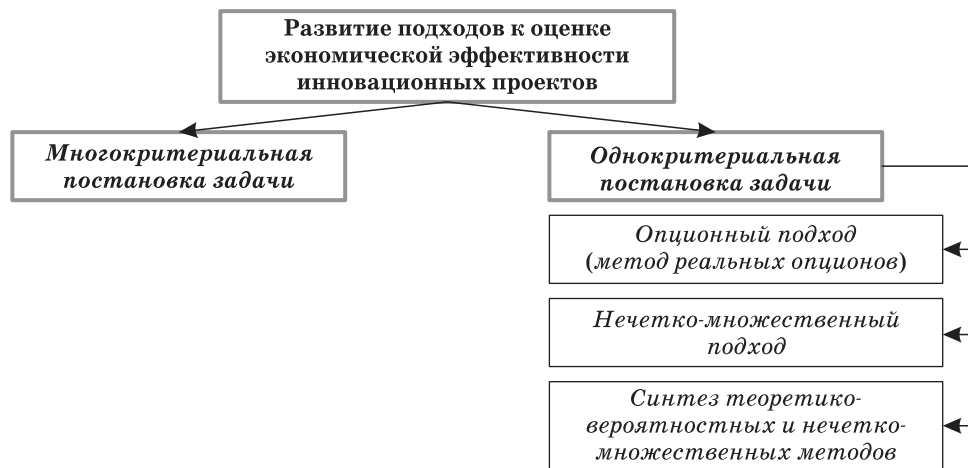 Развитие подходов к оценке
экономической эффективности
инновационных проектов
Многокритериальная
постановка задачи
Однокритериальная
постановка задачи
Опционный подход
(метод реальных опционов)
Нечетко-множественный
подход
Синтез теоретико-
вероятностных и нечетко-
множественных методов